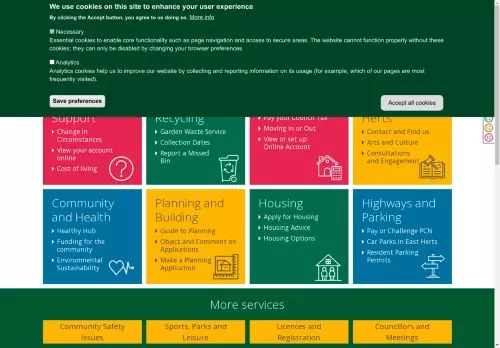 We use cookies on this site to enhance your user experience
By clicking the Accept button, you agree to us doing so. More info
Necessary
Essential cookies to enable core functionality such as page navigation and access to secure areas. The website cannot function properly without these
cookies; they can only be disabled by changing your browser preferences
Analytics
Analytics cookies help us to improve our website by collecting and reporting information on its usage (for example, which of our pages are most
frequently visited).
Save preferences
Accept all cookies
Support
Change in
Circumstances
View your account
online
Cost of living
Recycling
Garden Waste Service
Collection Dates
Report a Missed
Bin
Pay your Council Tax
Moving in or Out
View or set up
Online Account
Herts
Contact and Find us
Arts and Culture
Consultations
and Engagement
Community
and Health
Healthy Hub
Funding for the
community
Environmental
Sustainability
Planning and
Building
Guide to Planning
Object and Comment on
Applications
Make a Planning
Application
Housing
Apply for Housing
Housing Advice
Housing Options
Highways and
Parking
Pay or Challenge PCN
Car Parks in East Herts
Resident Parking
Permits
More services
Community Safety
Issues
Sports, Parks and
Leisure
Licences and
Registration
Councillors and
Meetings